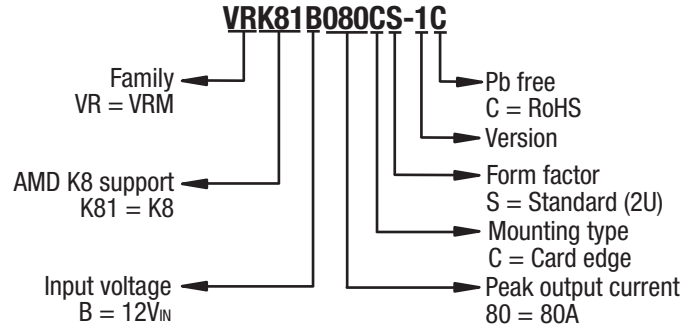 VRK81B080CS-1C
Family
VR = VRM
AMD K8 support
K81 = K8
Input voltage
B = 12VIN
Pb free
C = RoHS
Version
Form factor
S = Standard (2U)
Mounting type
C = Card edge
Peak output current
80 = 80A